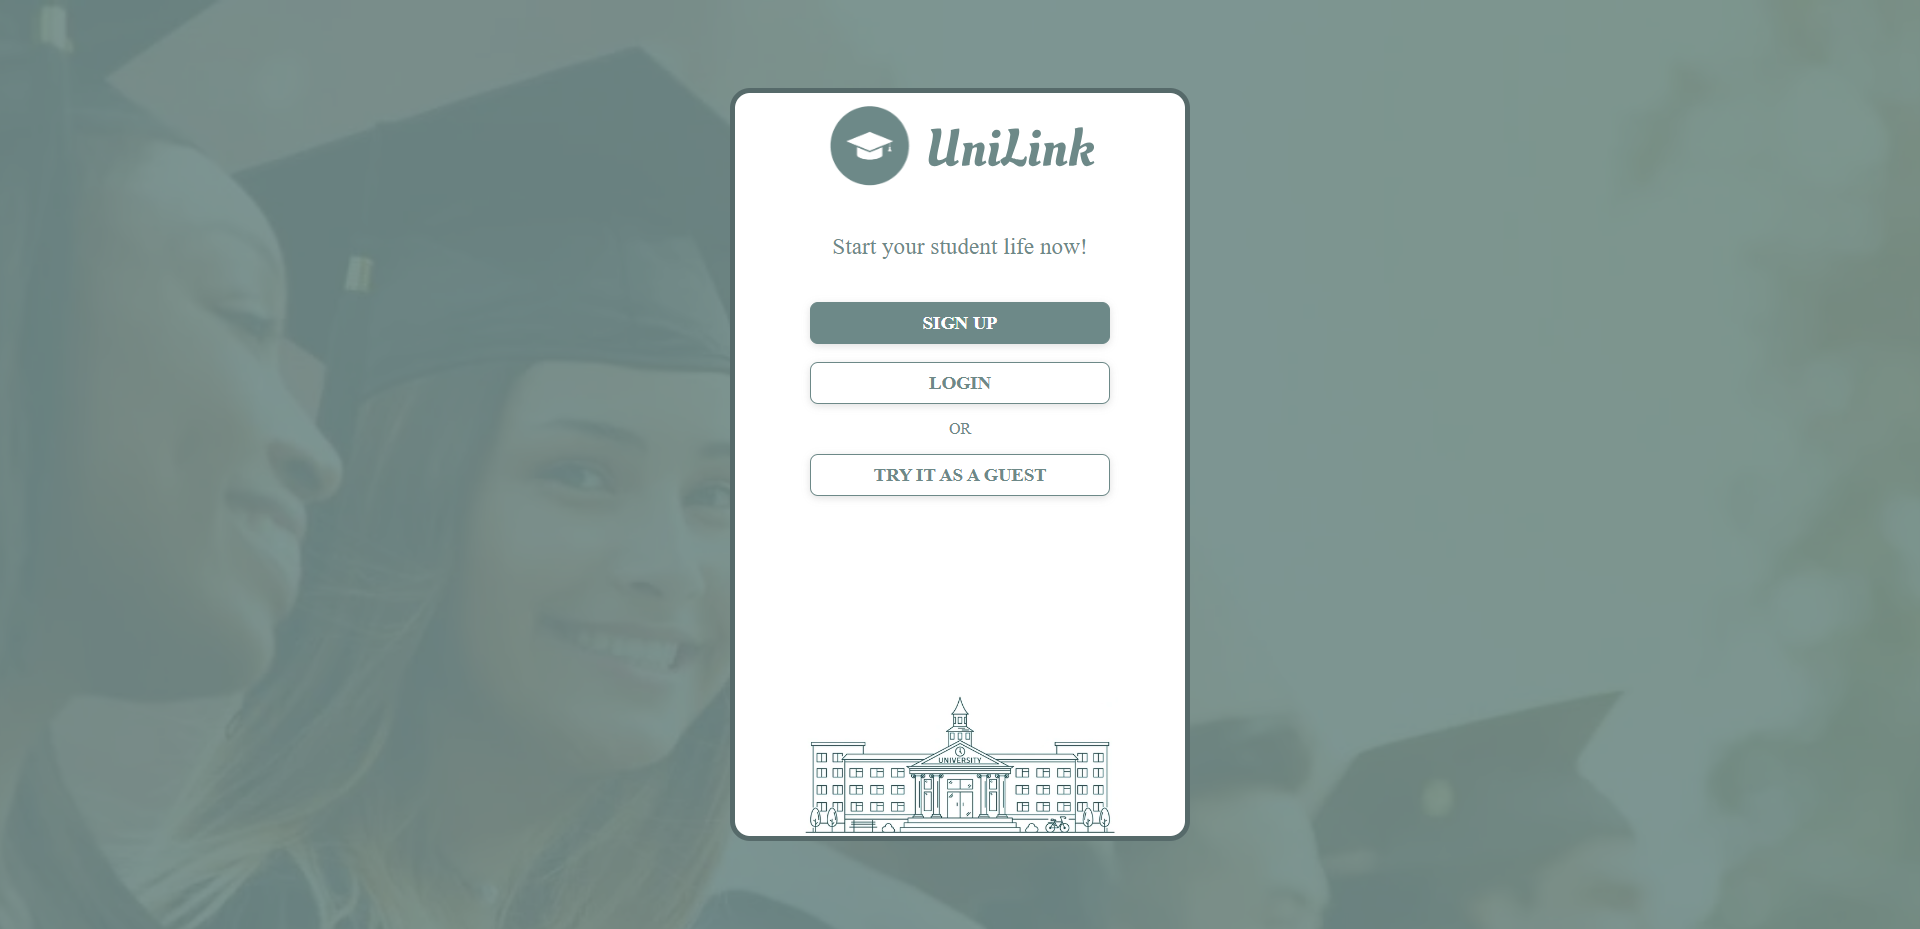 UniLink
Start your student life now!
SIGN UP
LOGIN
OR
TRY IT AS A GUEST
UNIVERSITY